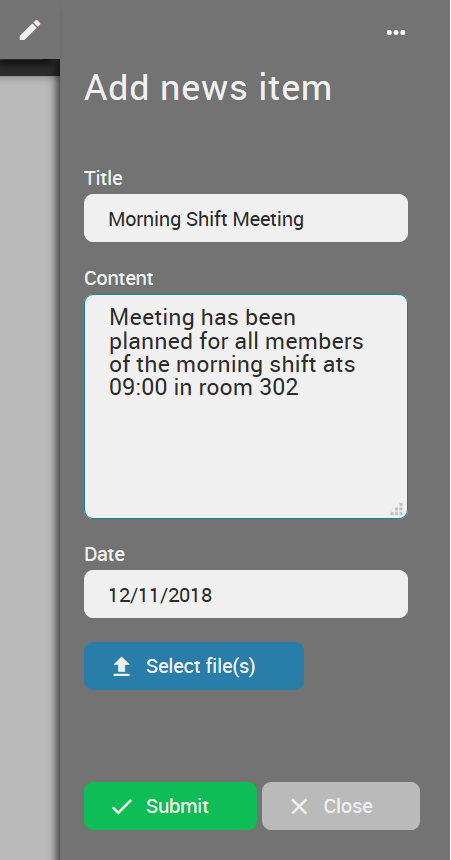 Add news item
Title
Morning Shift Meeting
Content
Meeting has been
planned for all members
of the morning shift ats
09:00 in room 302
Date
12/11/2018
Select file(s)
Submit
Close